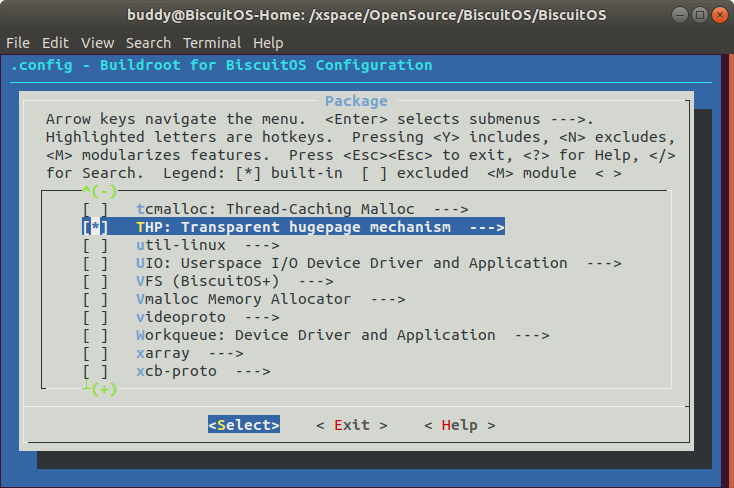 buddy@BiscuitOS-Home: /xspace/OpenSource/BiscuitOS/BiscuitOS
File Edit View Search Terminal Help
.config - Buildroot for BiscuitOS Configuration
Package
Arrow keys navigate the menu. <Enter> selects submenus --->.
Highlighted letters are hotkeys. Pressing <Y> includes, <N> excludes,
<M> modularizes features. Press <Esc><Esc> to exit, <?> for Help, </>
for Search. Legend: [*] built-in [ ] excluded <M> module < >
^(-)
[ ] tcmalloc: Thread-Caching Malloc --->
[*] THP: Transparent hugepage mechanism --->
[ ] util-linux --->
[ ] UIO: Userspace I/O Device Driver and Application --->
[ ] VFS (BiscuitOS+) --->
[ ] Vmalloc Memory Allocator --->
[ ] videoproto --->
[ ] Workqueue: Device Driver and Application --->
[ ] xarray --->
[ ] xcb-proto --->
(+)
<Select> < Exit > < Help >